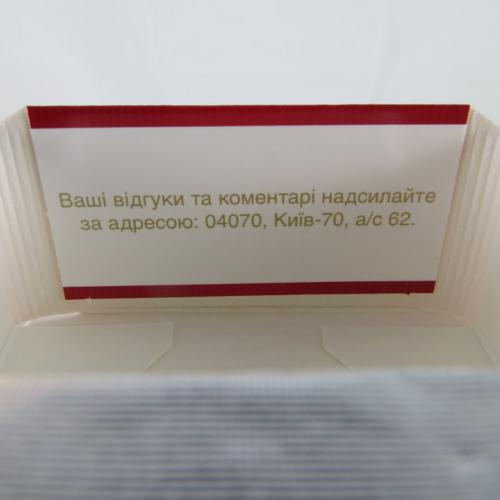 Ваші відгуки та коментарі надсилайте
за адресою: 04070, Київ-70, а/с 62.